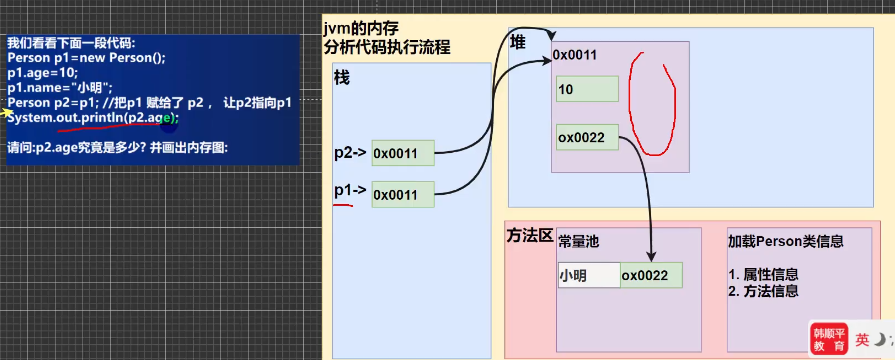 我们看看下面一段代码:
Person p1=new Person();
p1.age=10;
p1.name="小明";
Person p2=p1; //把p1 赋给了 p2 ， 让p2指向p1
System.out.println(p2.age);
请问:p2.age究竟是多少? 并画出内存图:
jvm的内存
分析代码执行流程
栈
p2-> 0x0011
p1-> 0x0011
堆
0x0011
10
ox0022
方法区
常量池
小明 ox0022
加载Person类信息
1. 属性信息
2. 方法信息
韩顺平
教育
英